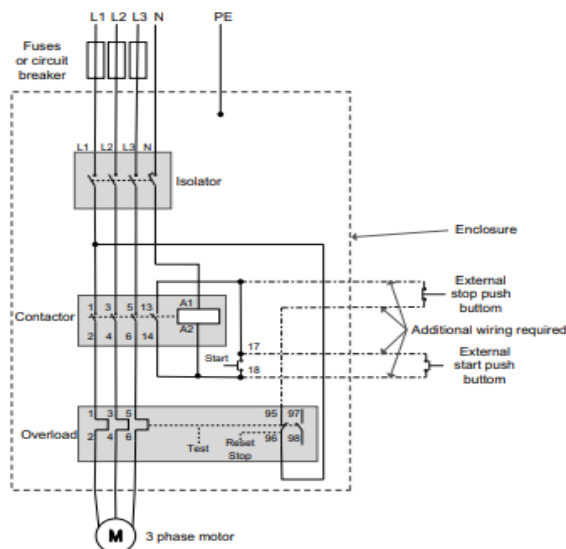 L1 L2 L3 N PE
Fuses
or circuit
breaker
L1 L2 L3 N
Isolator
Enclosure
External
stop push
buttom
1 3 5 13 A1
Contactor
2 4 6 14 A2
Additional wiring required
17
Start
18
External
start push
buttom
1 3 5 95 97
Overload
2 4 6 96 98
Test
Reset
Stop
M 3 phase motor